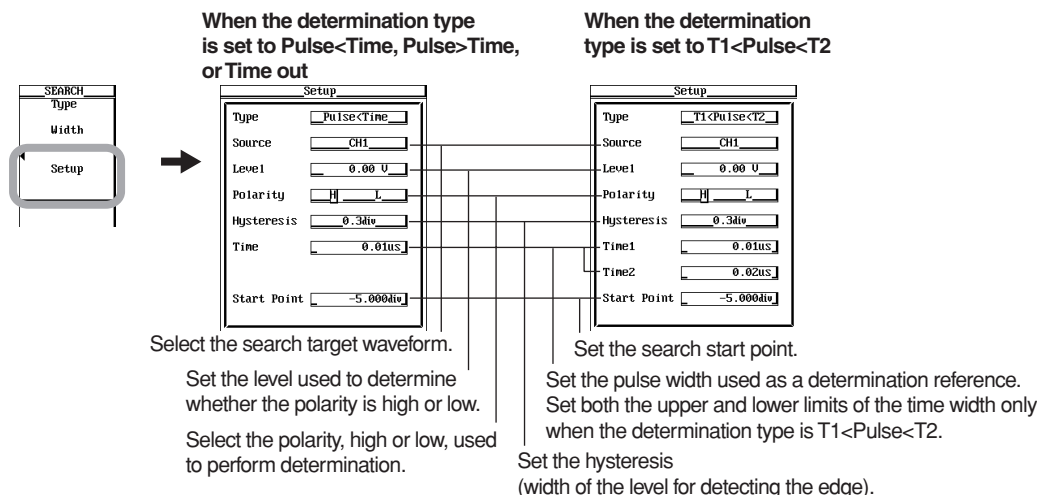 When the determination type
is set to Pulse<Time, Pulse>Time,
or Time out
When the determination
type is set to T1<Pulse<T2
SEARCH
Type
Width
Setup
Setup
Type Pulse<Time
Source CH1
Level 0.00 V
Polarity H L
Hysteresis 0.3div
Time 0.01us
Start Point -5.000div
Setup
Type T1<Pulse<T2
Source CH1
Level 0.00 V
Polarity H L
Hysteresis 0.3div
Time1 0.01us
Time2 0.02us
Start Point -5.000div
Select the search target waveform.
Set the level used to determine
whether the polarity is high or low.
Select the polarity, high or low, used
to perform determination.
Set the search start point.
Set the pulse width used as a determination reference.
Set both the upper and lower limits of the time width only
when the determination type is T1<Pulse<T2.
Set the hysteresis
(width of the level for detecting the edge).